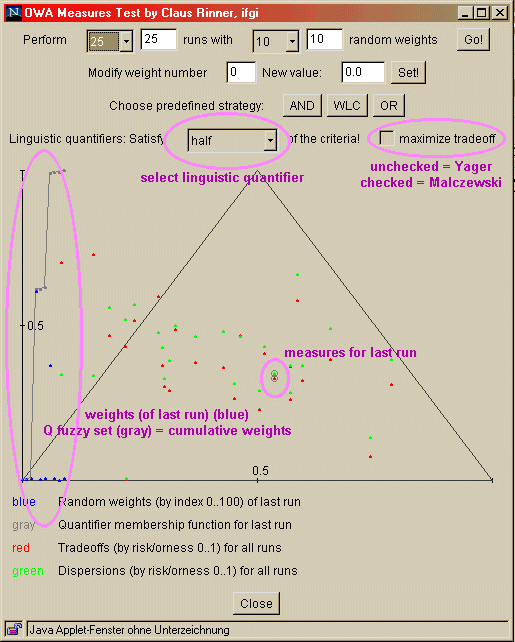 OWA Measures Test by Claus Rinner, ifgi
Perform 25 25 runs with 10 10 random weights Go!
Modify weight number 0 New value: 0.0 Set!
Choose predefined strategy: AND WLC OR
Linguistic quantifiers: Satisfy half of the criteria! maximize tradeoff
unchecked = Yager
select linguistic quantifier
checked = Malczewski
1
0.5
measures for last run
weights (of last run) (blue)
Q fuzzy set (gray) = cumulative weights
0.5
blue Random weights (by index 0..100) of last run
gray Quantifier membership function for last run
red Tradeoffs (by risk/orness 0..1) for all runs
green Dispersions (by risk/orness 0..1) for all runs
Close
Java Applet-Fenster ohne Unterzeichnung